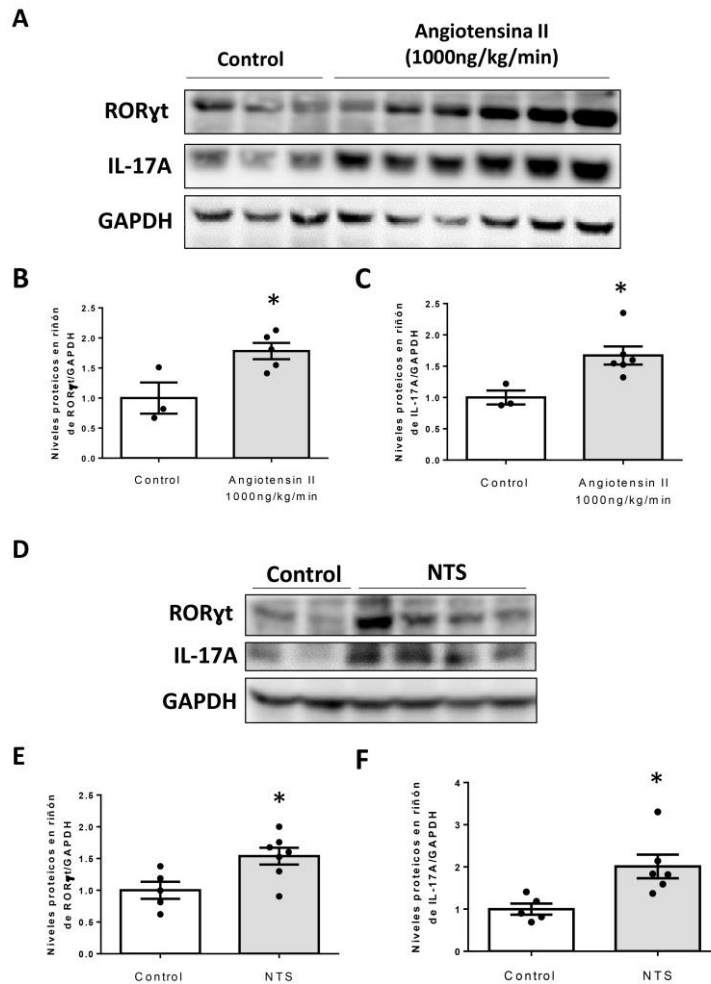 A
Control
Angiotensina II
(1000ng/kg/min)
RORɣt
IL-17A
GAPDH
B
Niveles proteicos en riñón
de RORɣt/GAPDH
2.5
2.0
1.5
1.0
0.5
0.0
*
Control
Angiotensin II
1000ng/kg/min
C
Niveles proteicos en riñón
de IL-17A/GAPDH
2.5
2.0
1.5
1.0
0.5
0.0
*
Control
Angiotensin II
1000ng/kg/min
D
Control
NTS
RORɣt
IL-17A
GAPDH
E
Niveles proteicos en riñón
de RORɣt/GAPDH
2.5
2.0
1.5
1.0
0.5
0.0
*
Control
NTS
F
Niveles proteicos en riñón
de IL-17A/GAPDH
4
3
2
1
0
*
Control
NTS